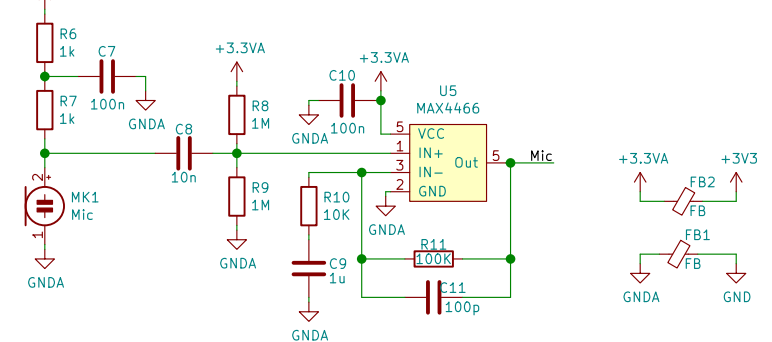 R6
1k
C7
100n
GNDA
R7
1k
C8
10n
2
+
MK1
Mic
1
GNDA
+3.3VA
R8
1M
R9
1M
GNDA
+3.3VA
C10
100n
GNDA
U5
MAX4466
5
VCC
1
IN+
3
IN-
2
GND
Out
5
Mic
GNDA
R10
10K
C9
1u
GNDA
R11
100K
C11
100p
+3.3VA
FB2
FB
+3V3
FB1
FB
GNDA
GND